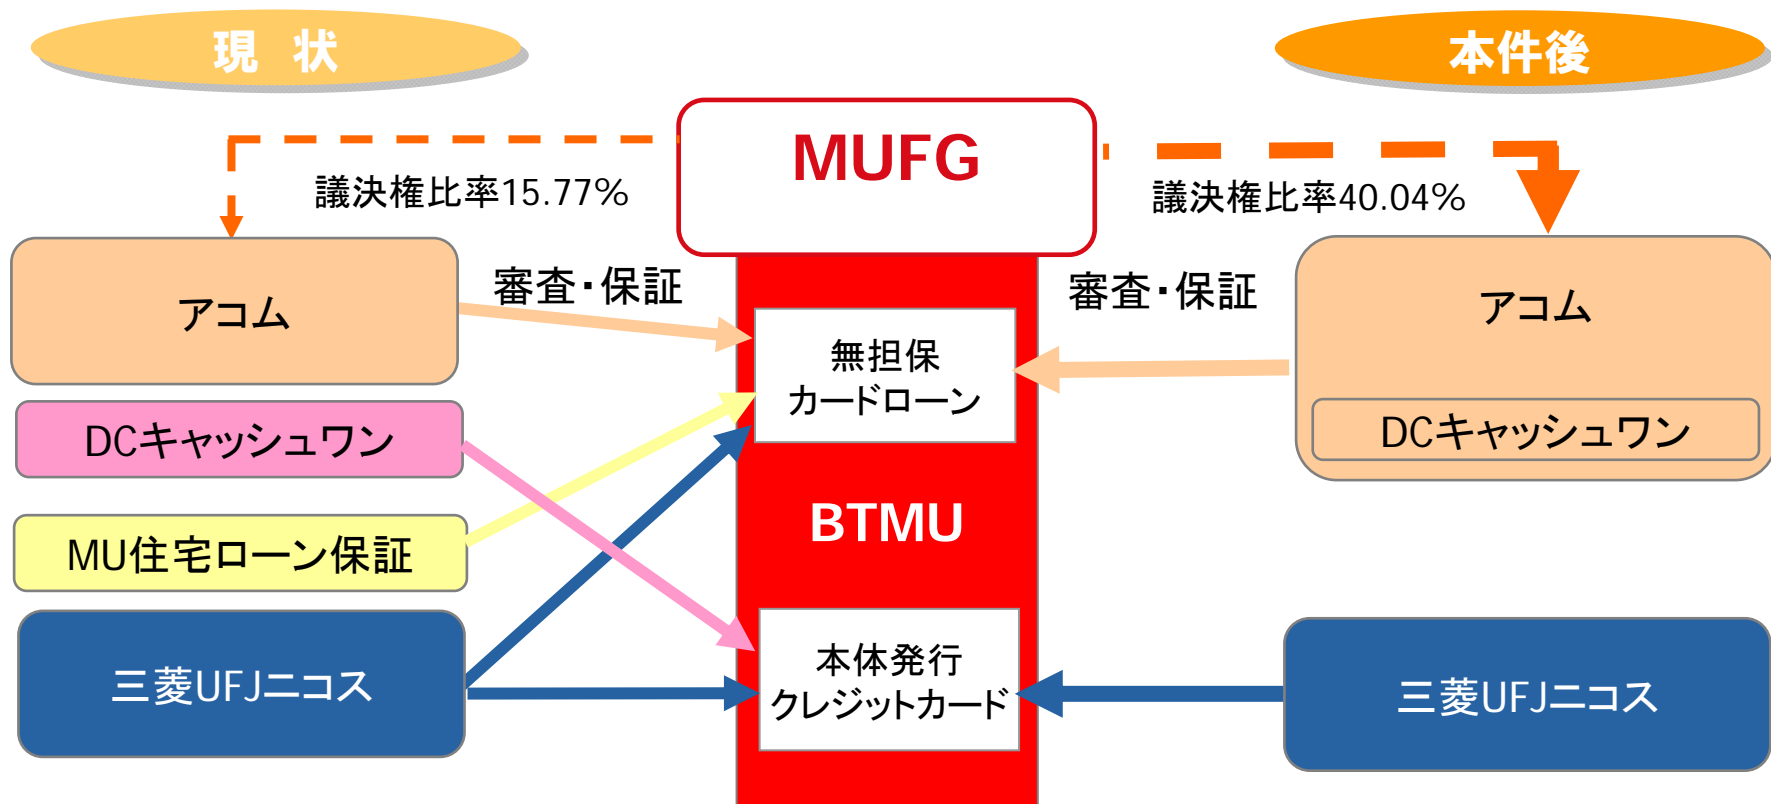 現 状
本件後
MUFG
議決権比率15.77%
議決権比率40.04%
審査・保証
審査・保証
アコム
アコム
無担保
カードローン
DCキャッシュワン
DCキャッシュワン
BTMU
MU住宅ローン保証
三菱UFJニコス
本体発行
クレジットカード
三菱UFJニコス